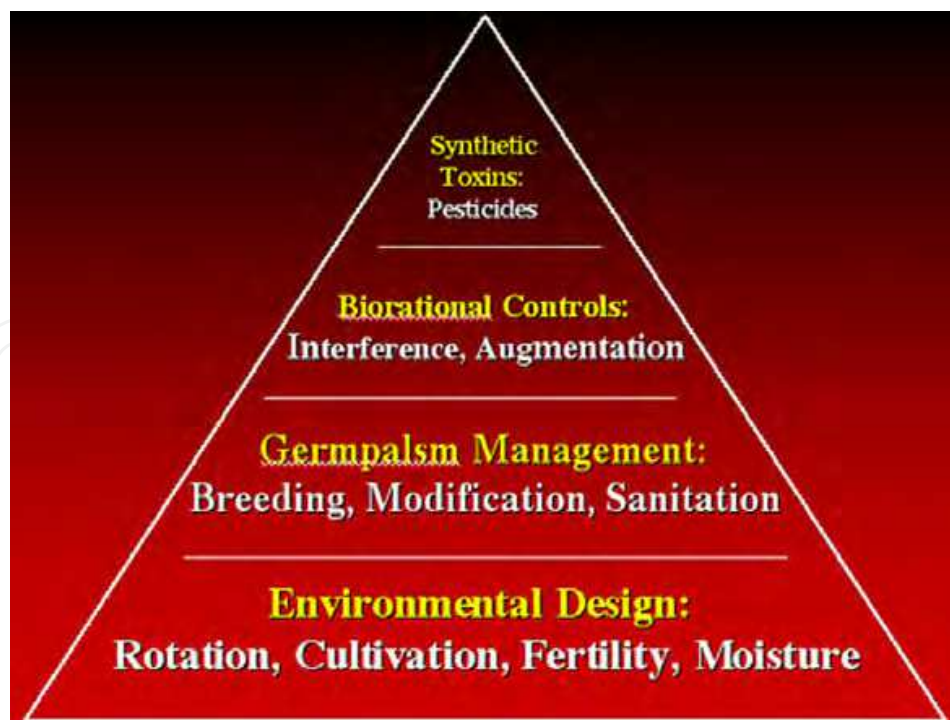 Synthetic
Toxins:
Pesticides
Biorational Controls:
Interference, Augmentation
Germpalsm Management:
Breeding, Modification, Sanitation
Environmental Design:
Rotation, Cultivation, Fertility, Moisture